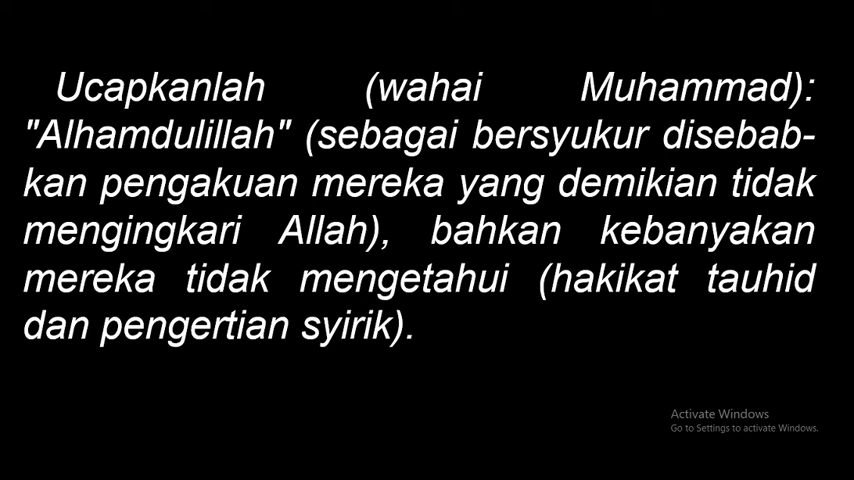 Ucapkanlah (wahai Muhammad):
"Alhamdulillah" (sebagai bersyukur disebab-
kan pengakuan mereka yang demikian tidak
mengingkari Allah), bahkan kebanyakan
mereka tidak mengetahui (hakikat tauhid
dan pengertian syirik).
Activate Windows
Go to Settings to activate Windows.